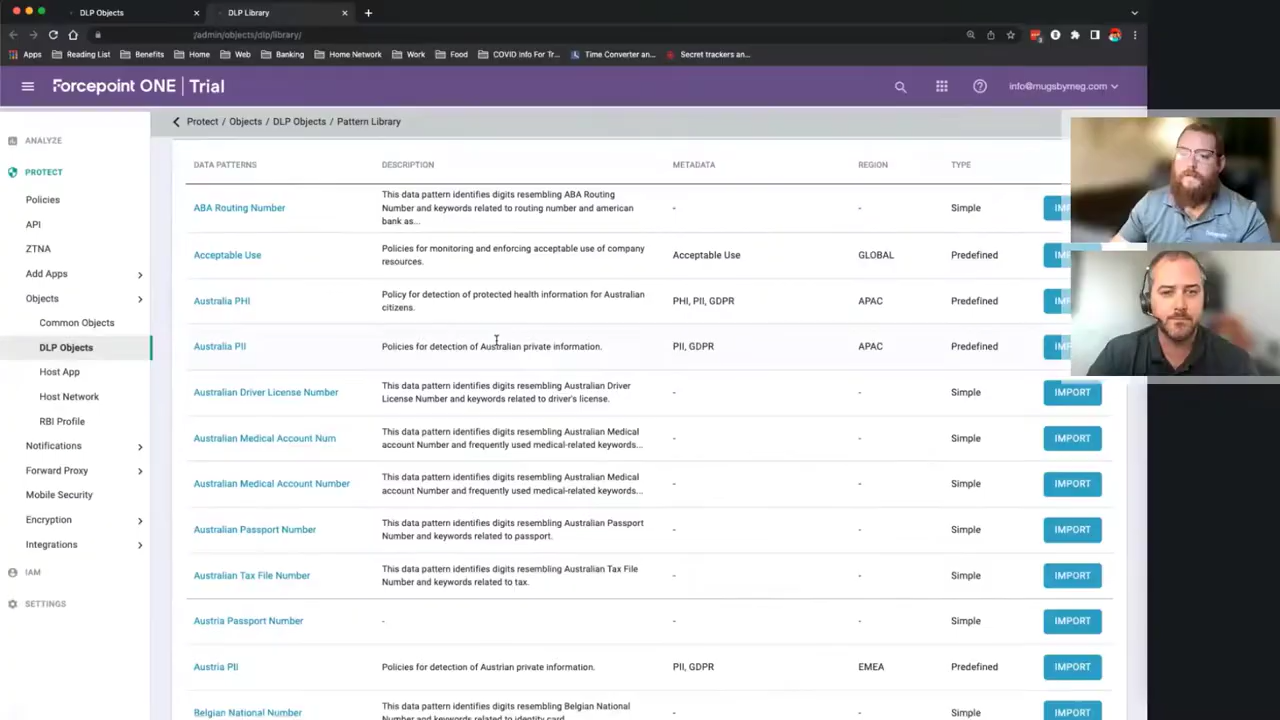 DLP Objects
DLP Library
/admin/objects/dlp/library/
Apps
Reading List
Benefits
Home
Web
Banking
Home Network
Work
Food
COVID Info For Tr...
Time Converter an...
Secret trackers an...
Forcepoint ONE | Trial
info@mugsbymeg.com
ANALYZE
PROTECT
Policies
API
ZTNA
Add Apps
Objects
Common Objects
DLP Objects
Host App
Host Network
RBI Profile
Notifications
Forward Proxy
Mobile Security
Encryption
Integrations
IAM
SETTINGS
Protect / Objects / DLP Objects / Pattern Library
DATA PATTERNS DESCRIPTION METADATA REGION TYPE
ABA Routing Number
This data pattern identifies digits resembling ABA Routing
Number and keywords related to routing number and american
bank as...
- - Simple IMP
Acceptable Use
Policies for monitoring and enforcing acceptable use of company
resources.
Acceptable Use GLOBAL Predefined IMP
Australia PHI
Policy for detection of protected health information for Australian
citizens.
PHI, PII, GDPR APAC Predefined IMP
Australia PII
Policies for detection of Australian private information.
PII, GDPR APAC Predefined IMP
Australian Driver License Number
This data pattern identifies digits resembling Australian Driver
License Number and keywords related to driver's license.
- - Simple IMPORT
Australian Medical Account Num
This data pattern identifies digits resembling Australian Medical
account Number and frequently used medical-related keywords...
- - Simple IMPORT
Australian Medical Account Number
This data pattern identifies digits resembling Australian Medical
account Number and frequently used medical-related keywords...
- - Simple IMPORT
Australian Passport Number
This data pattern identifies digits resembling Australian Passport
Number and keywords related to passport.
- - Simple IMPORT
Australian Tax File Number
This data pattern identifies digits resembling Australian Tax File
Number and keywords related to tax.
- - Simple IMPORT
Austria Passport Number
-
- - Simple IMPORT
Austria PII
Policies for detection of Austrian private information.
PII, GDPR EMEA Predefined IMPORT
Belgian National Number
This data pattern identifies digits resembling Belgian National
Number and keywords related to identity card.
- - Simple IMPORT